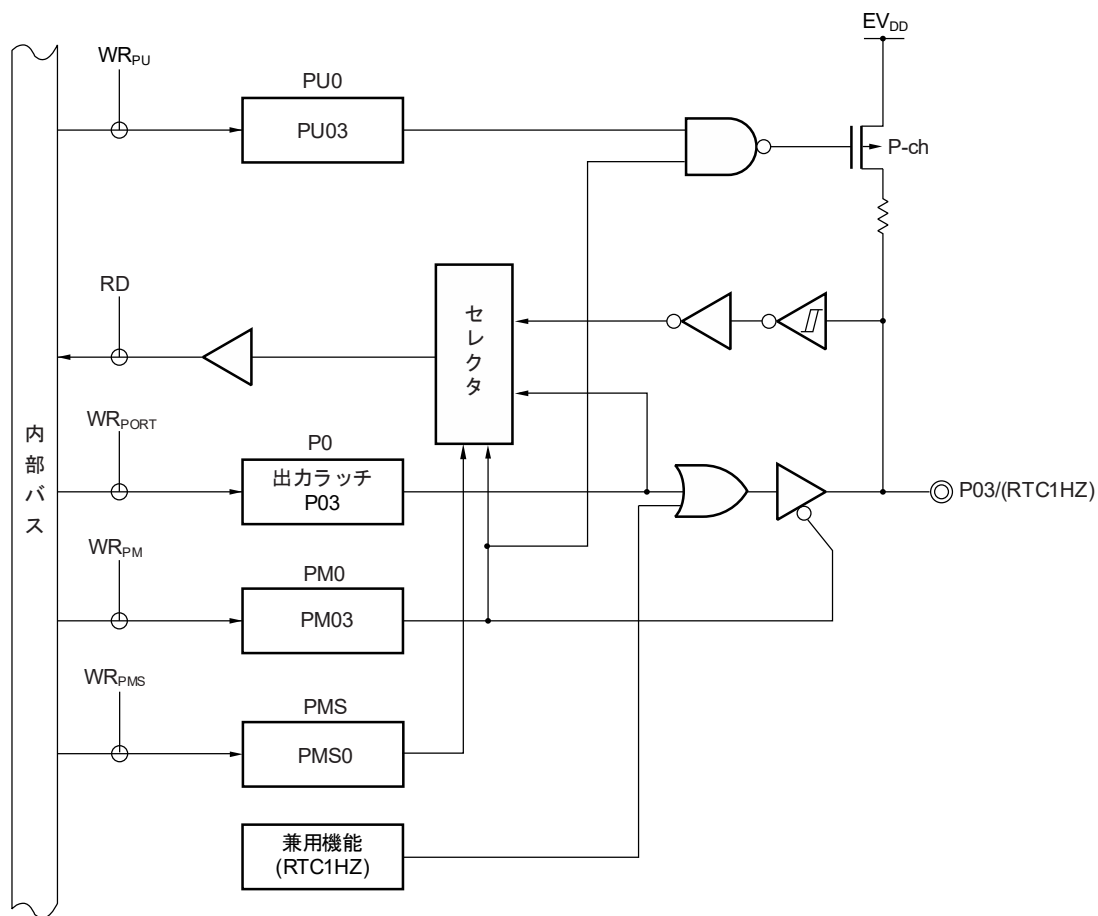 EVDD
WRPU
PU0
PU03
P-ch
RD
セレクタ
WRPORT
内部バス
P0
出力ラッチ
P03
P03/(RTC1HZ)
WRPM
PM0
PM03
WRPMS
PMS
PMS0
兼用機能
(RTC1HZ)